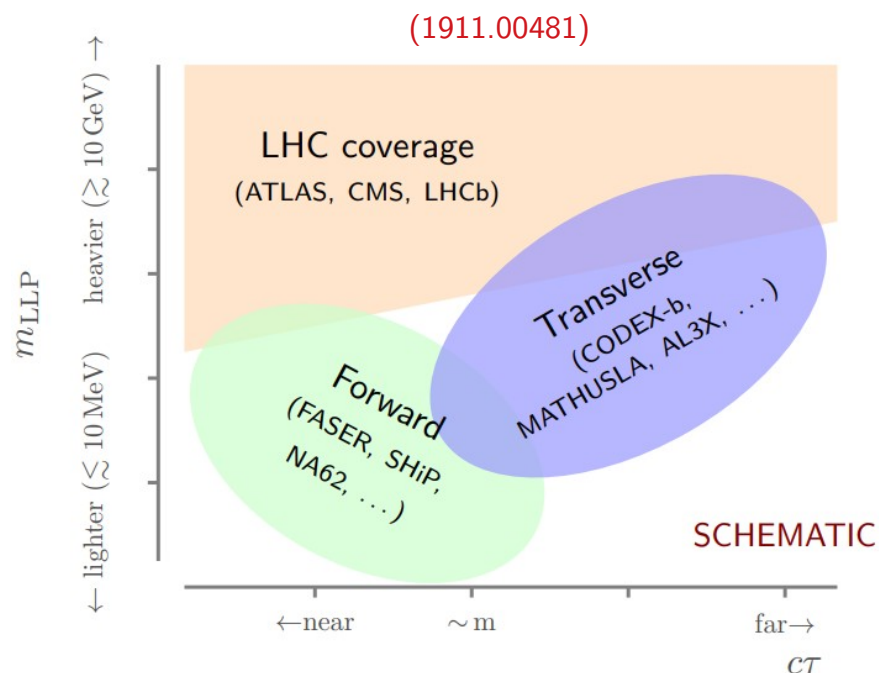 (1911.00481)
LHC coverage
(ATLAS, CMS, LHCb)
Transverse
(CODEX-b,
MATHUSLA, AL3X, ...)
Forward
(FASER, SHiP,
NA62, ...)
SCHEMATIC
m_LLP
← lighter (≲ 10 MeV) heavier (≳ 10 GeV) →
←near ∼ m far→
cτ